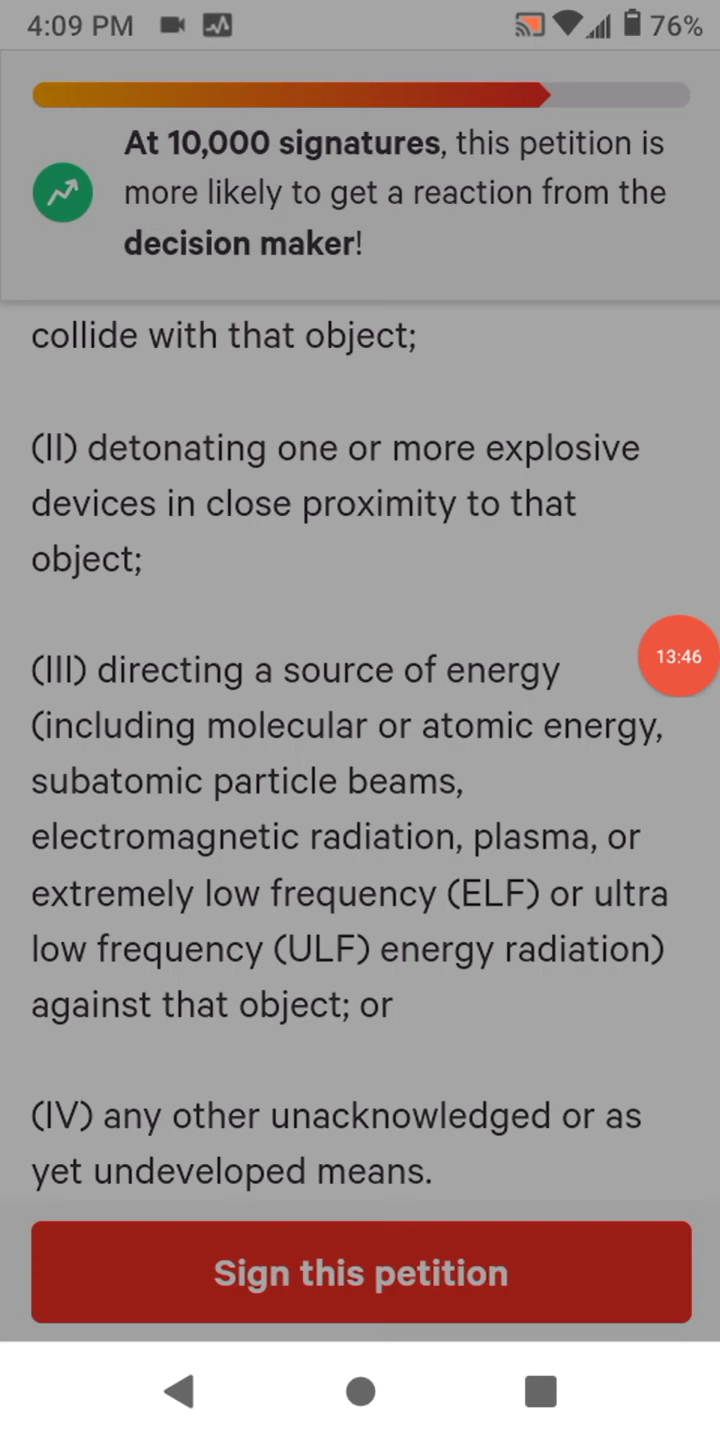 4:09 PM
76%
At 10,000 signatures, this petition is
more likely to get a reaction from the
decision maker!
collide with that object;
(II) detonating one or more explosive
devices in close proximity to that
object;
(III) directing a source of energy
13:46
(including molecular or atomic energy,
subatomic particle beams,
electromagnetic radiation, plasma, or
extremely low frequency (ELF) or ultra
low frequency (ULF) energy radiation)
against that object; or
(IV) any other unacknowledged or as
yet undeveloped means.
Sign this petition